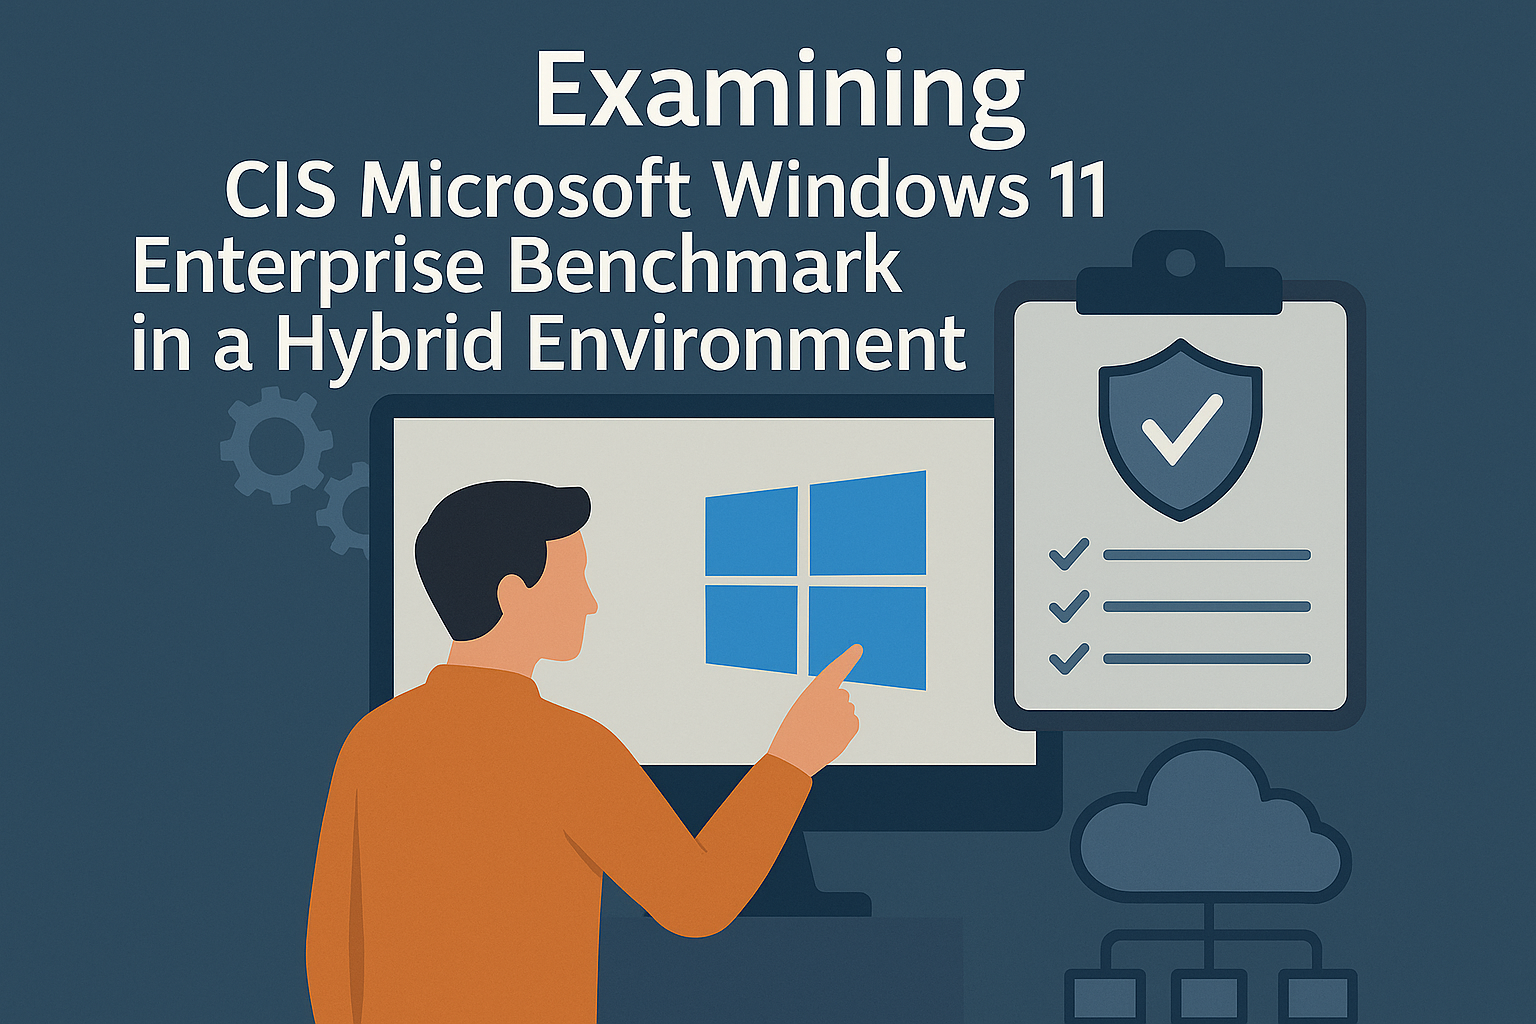 Examining
CIS Microsoft Windows 11
Enterprise Benchmark
in a Hybrid Environment